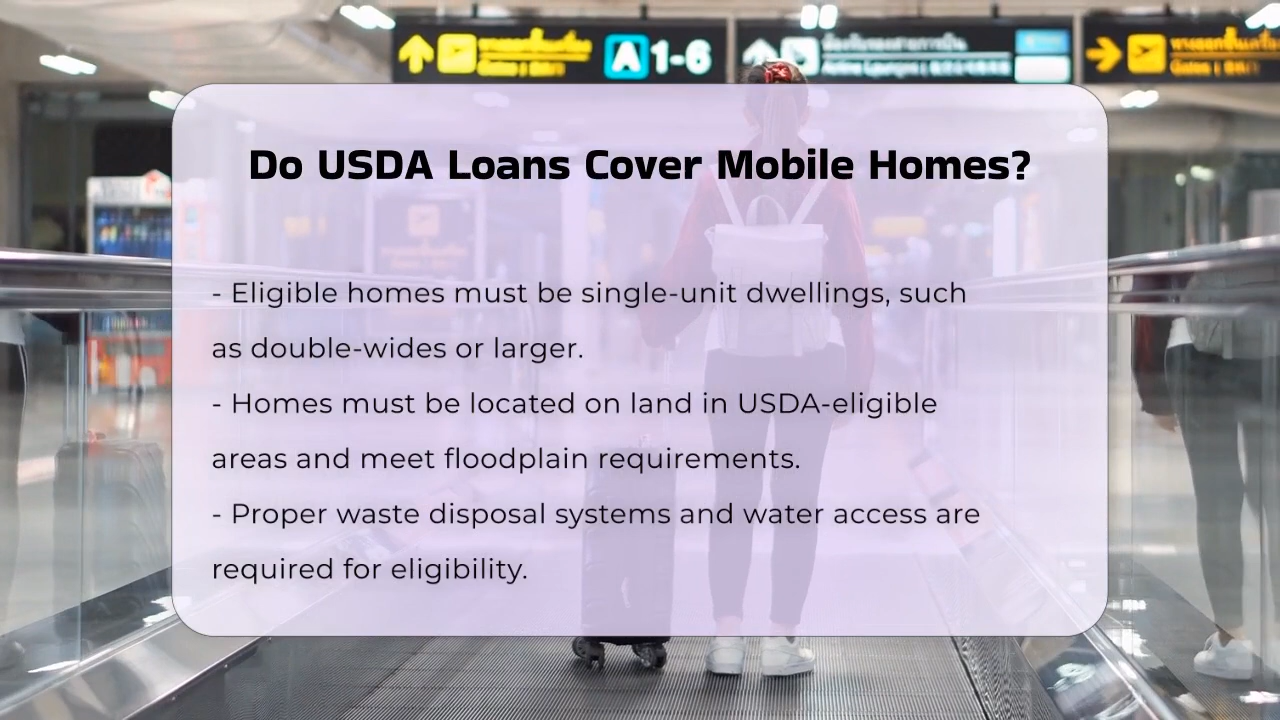 A 1-6
Do USDA Loans Cover Mobile Homes?
- Eligible homes must be single-unit dwellings, such
as double-wides or larger.
- Homes must be located on land in USDA-eligible
areas and meet floodplain requirements.
- Proper waste disposal systems and water access are
required for eligibility.